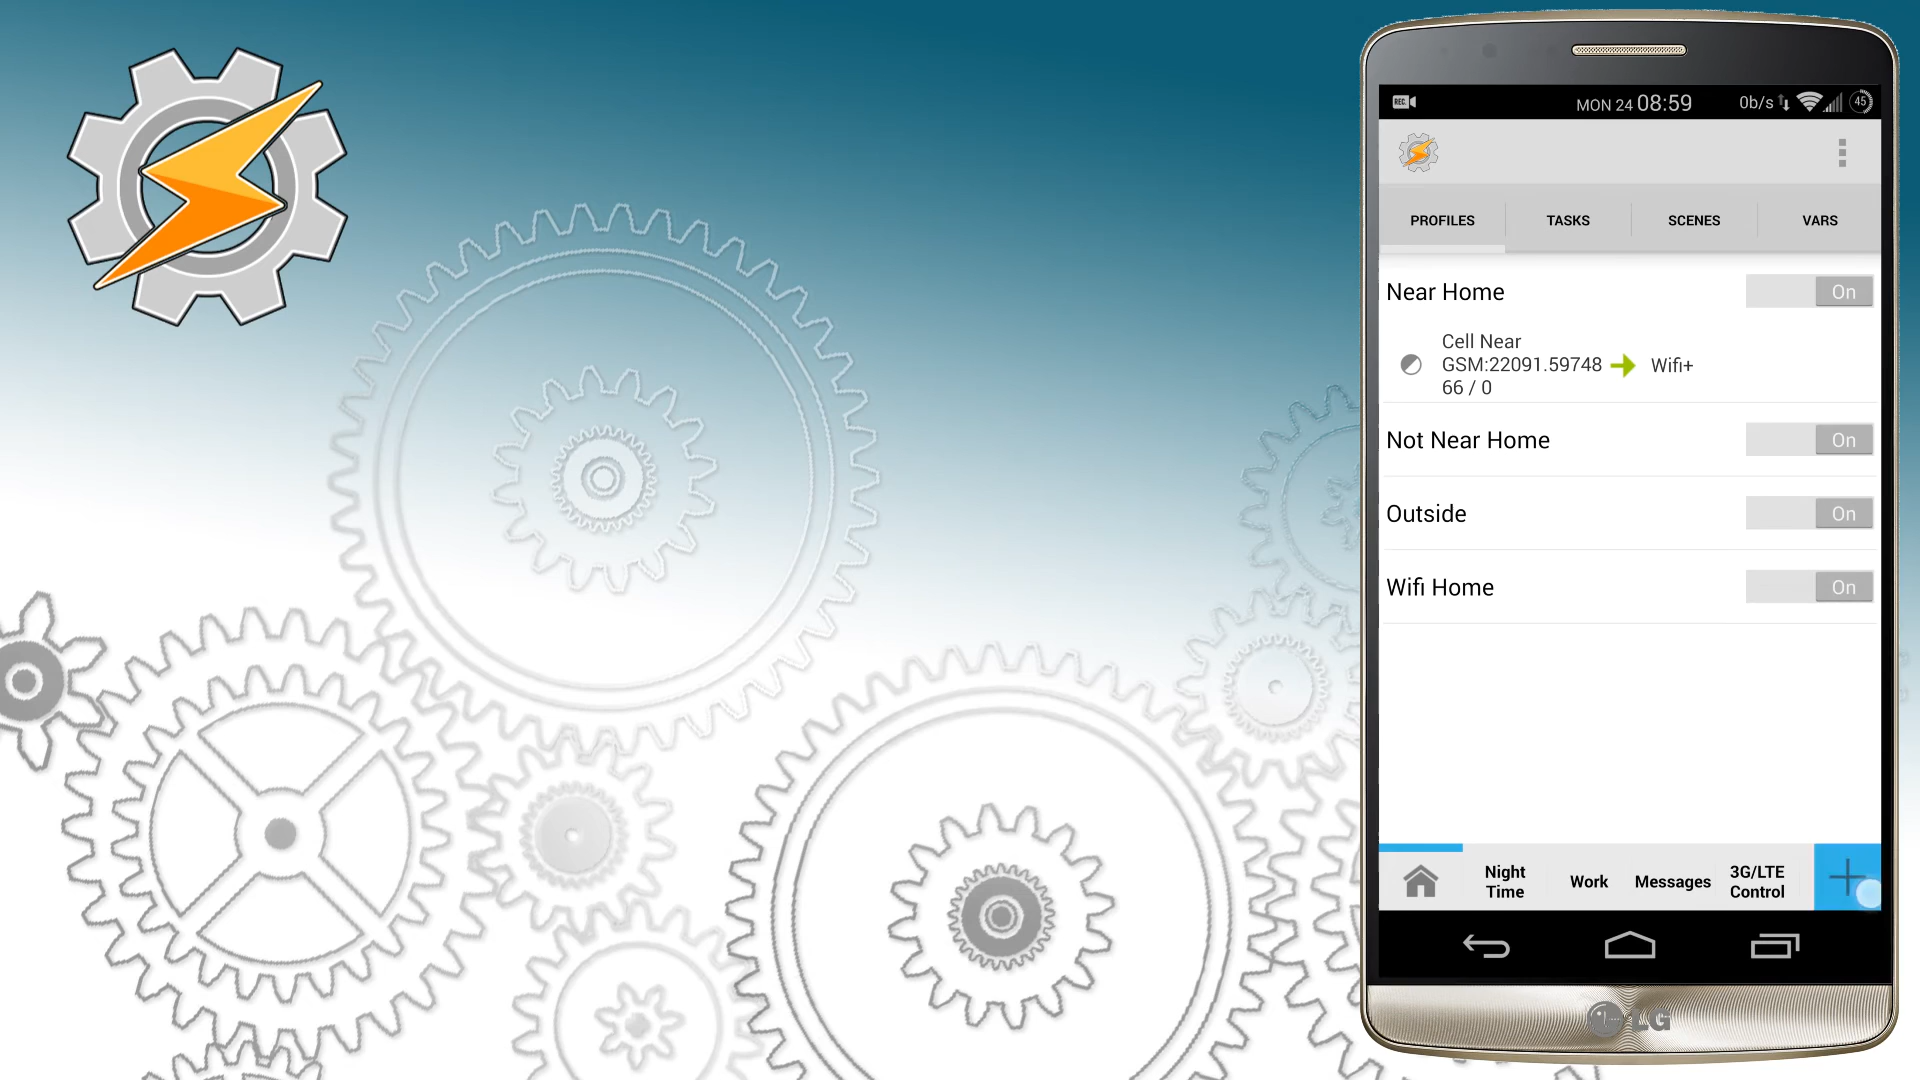 REC
MON 24 08:59 0b/s 45
PROFILES TASKS SCENES VARS
Near Home On
Cell Near
GSM:22091.59748
66 / 0
Wifi+
Not Near Home On
Outside On
Wifi Home On
Night
Time
Work
Messages
3G/LTE
Control
LG